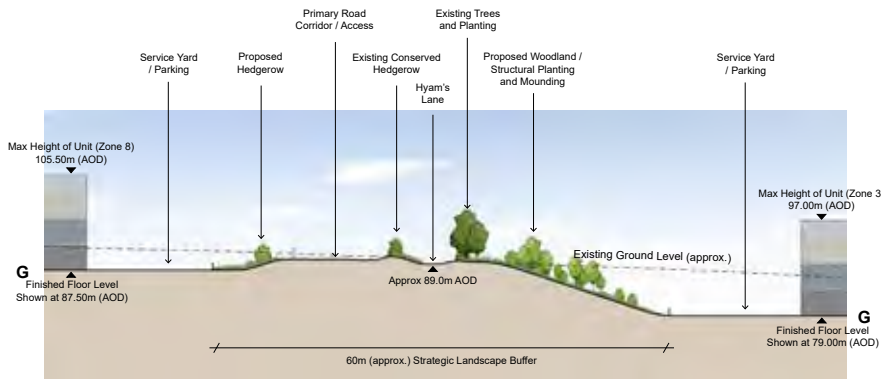 Primary Road
Corridor / Access
Existing Trees
and Planting
Service Yard
/ Parking
Proposed
Hedgerow
Existing Conserved
Hedgerow
Hyam's
Lane
Proposed Woodland /
Structural Planting
and Mounding
Service Yard
/ Parking
Max Height of Unit (Zone 8)
105.50m (AOD)
Max Height of Unit (Zone 3
97.00m (AOD)
Existing Ground Level (approx.)
G
Finished Floor Level
Shown at 87.50m (AOD)
Approx 89.0m AOD
G
Finished Floor Level
Shown at 79.00m (AOD)
60m (approx.) Strategic Landscape Buffer